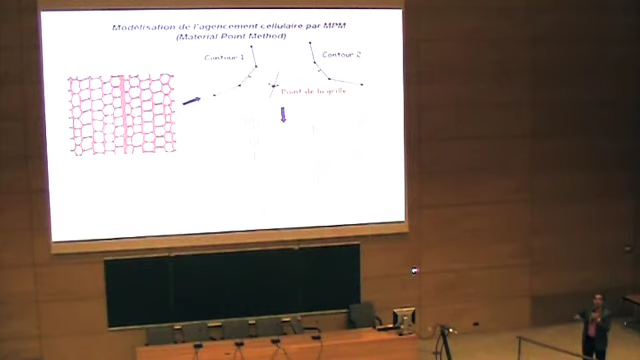 Modélisation de l'agencement cellulaire par MPM
(Material Point Method)
Contour 1
Contour 2
Point de la grille